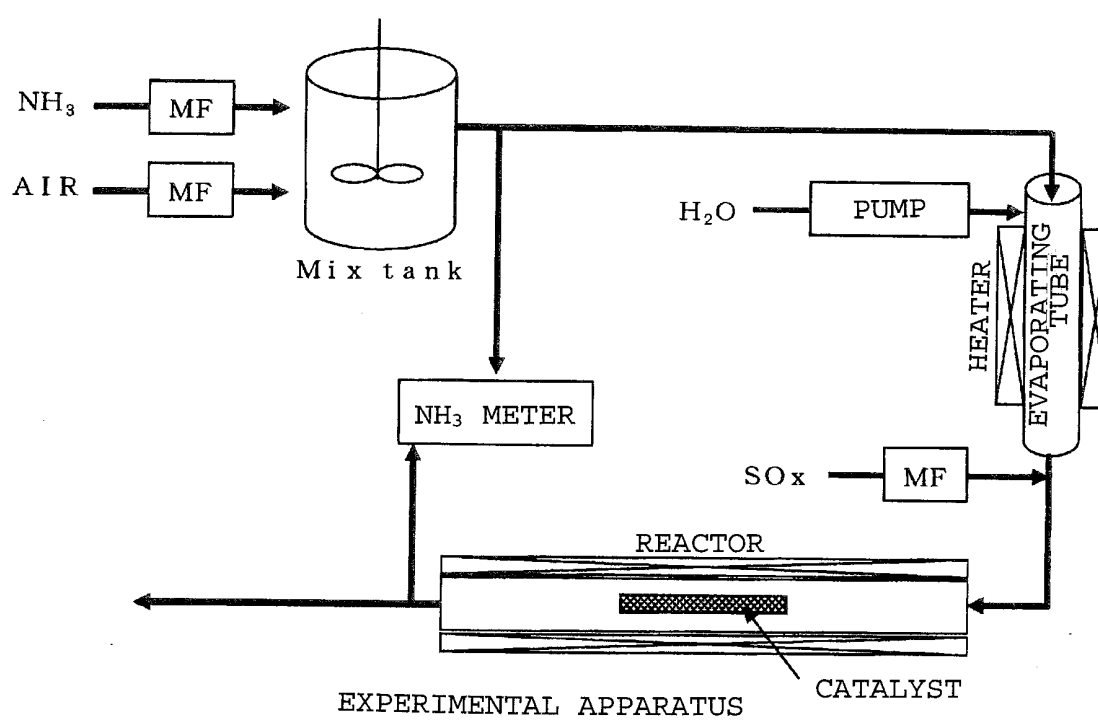 NH₃
MF
AIR
MF
Mix tank
H₂O
PUMP
HEATER
EVAPORATING
TUBE
NH₃ METER
SOx
MF
REACTOR
CATALYST
EXPERIMENTAL APPARATUS